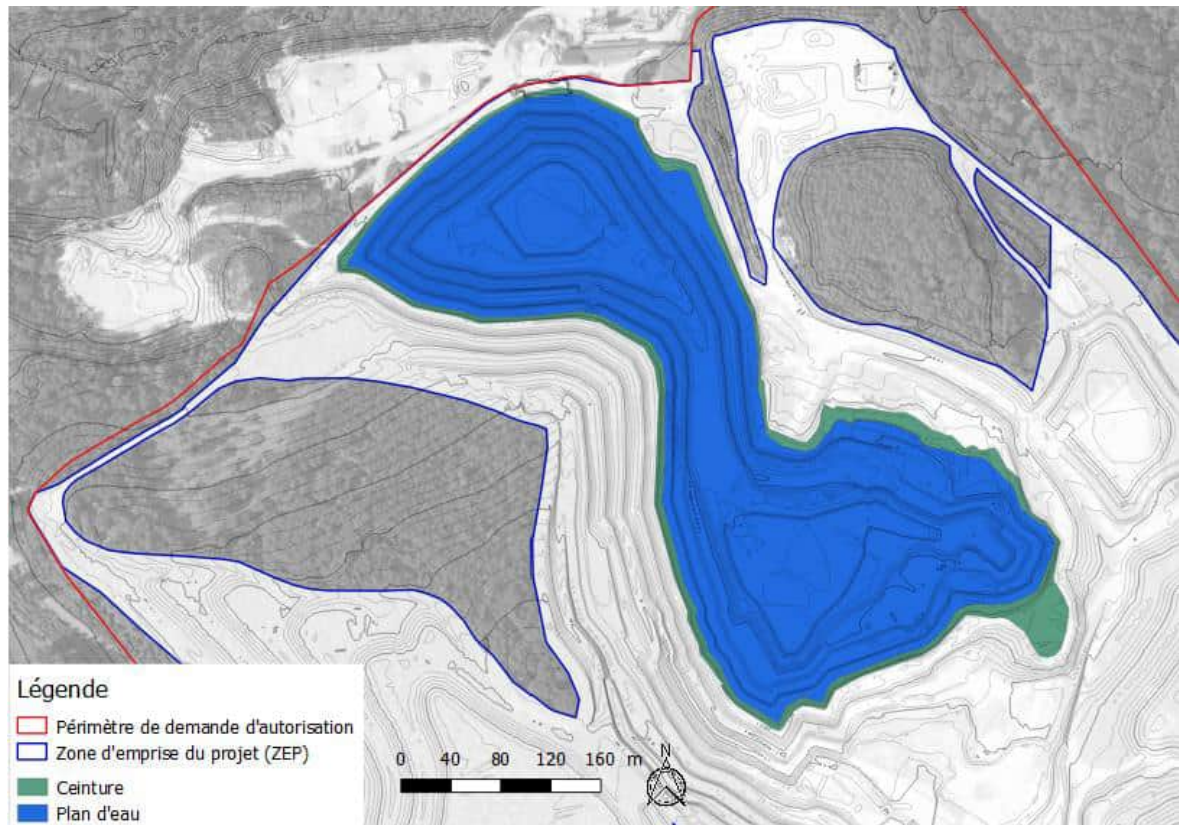 Légende
Périmètre de demande d'autorisation
Zone d'emprise du projet (ZEP)
Ceinture
Plan d'eau
0 40 80 120 160 m
N